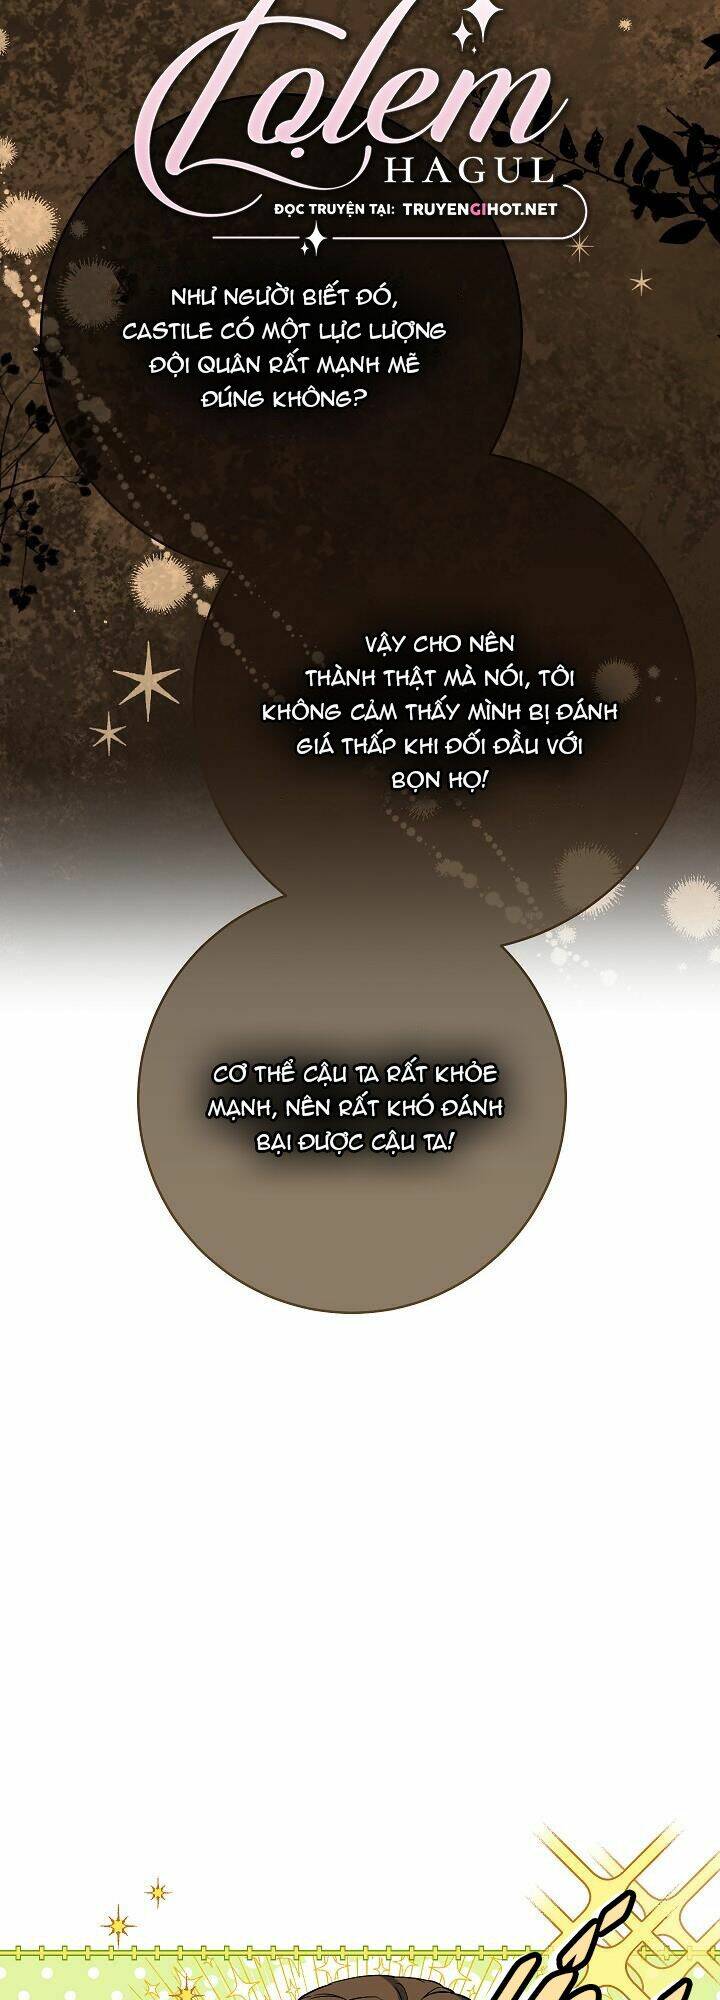 Lọlem
HAGUL
ĐỌC TRUYỆN TẠI: TRUYENGIHOT.NET
NHƯ NGƯỜI BIẾT ĐÓ,
CASTILE CÓ MỘT LỰC LƯỢNG
ĐỘI QUÂN RẤT MẠNH MẼ
ĐÚNG KHÔNG?
VẬY CHO NÊN
THÀNH THẬT MÀ NÓI, TÔI
KHÔNG CẢM THẤY MÌNH BỊ ĐÁNH
GIÁ THẤP KHI ĐỐI ĐẦU VỚI
BỌN HỌ!
CƠ THỂ CẬU TA RẤT KHỎE
MẠNH, NÊN RẤT KHÓ ĐÁNH
BẠI ĐƯỢC CẬU TA!